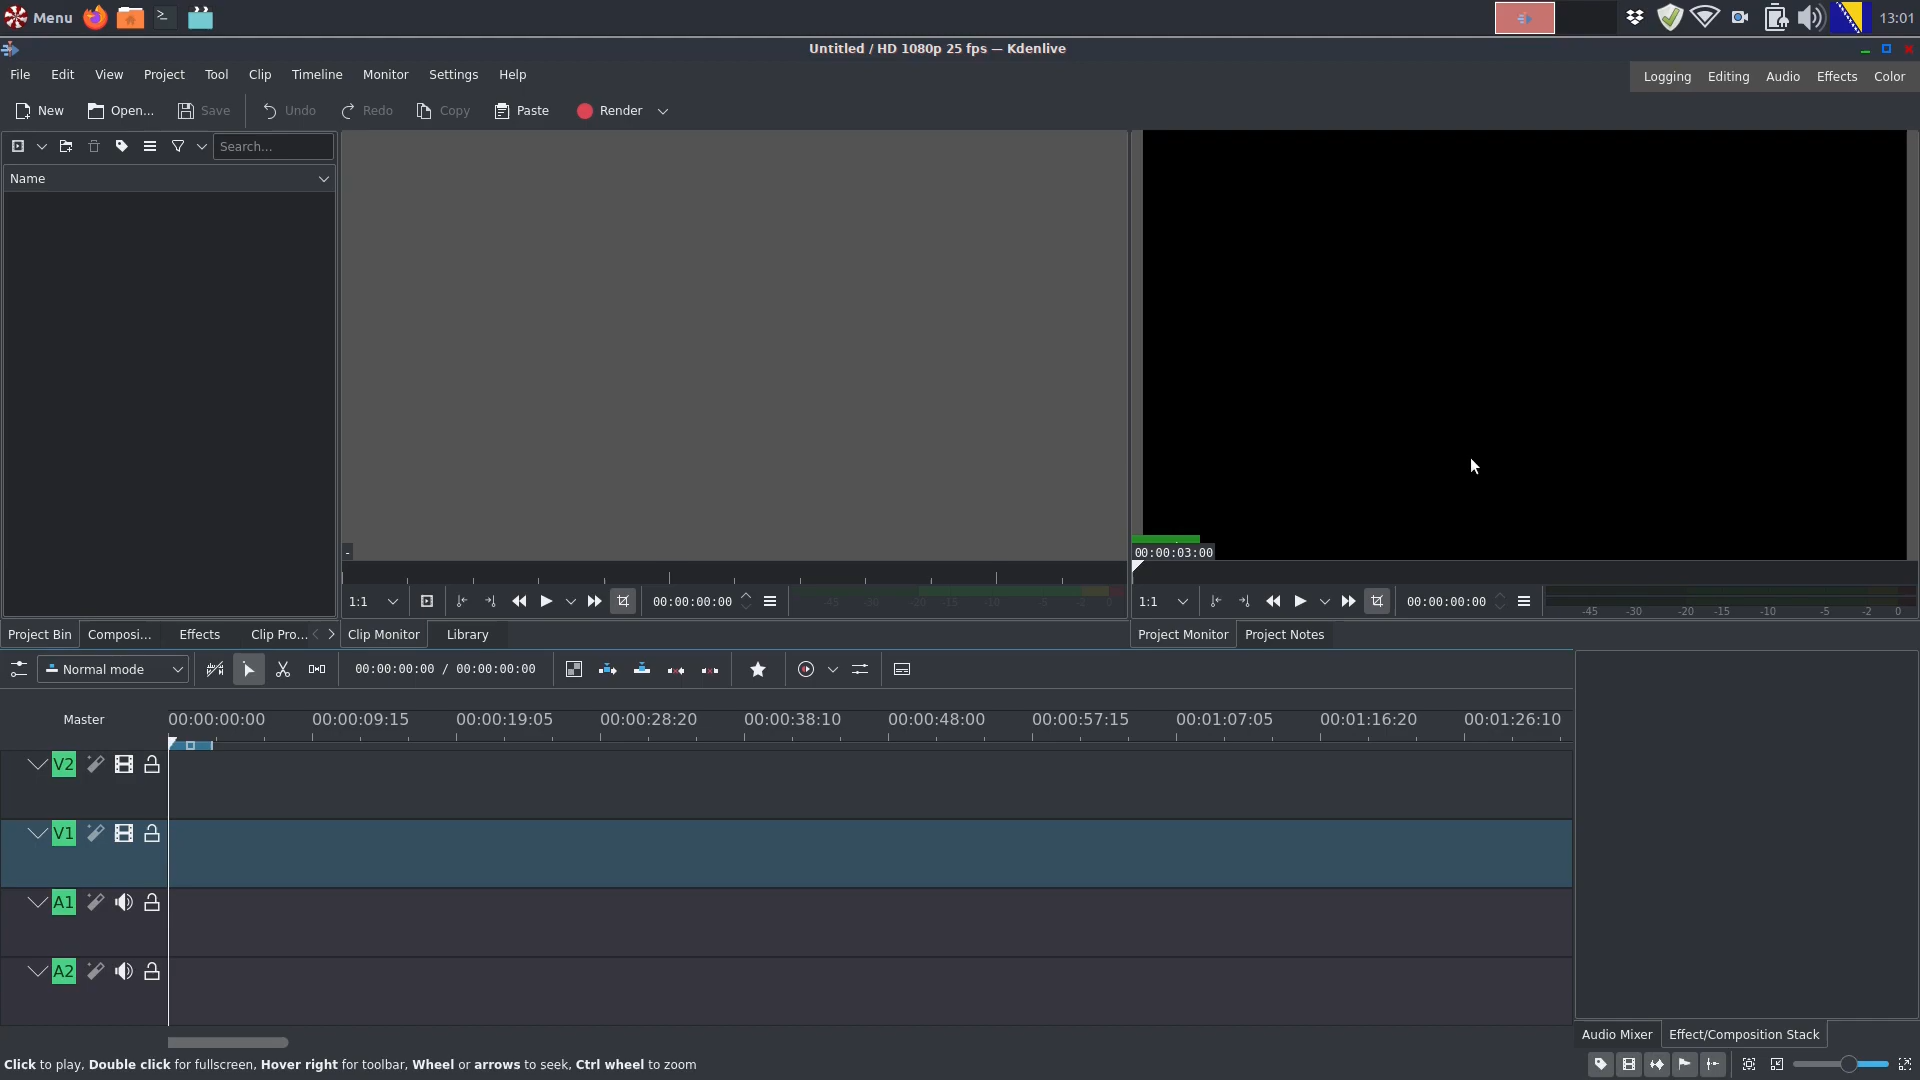 Menu
13:01
Untitled / HD 1080p 25 fps — Kdenlive
File Edit View Project Tool Clip Timeline Monitor Settings Help
Logging Editing Audio Effects Color
New Open... Save Undo Redo Copy Paste Render
Search...
Name
-
00:00:03:00
1:1 00:00:00:00 -45 -30 -20 -15 -10 -5 -2 0
1:1 00:00:00:00 -45 -30 -20 -15 -10 -5 -2 0
Project Bin Composi... Effects Clip Pro... Clip Monitor Library Project Monitor Project Notes
Normal mode 00:00:00:00 / 00:00:00:00
Master 00:00:00:00 00:00:09:15 00:00:19:05 00:00:28:20 00:00:38:10 00:00:48:00 00:00:57:15 00:01:07:05 00:01:16:20 00:01:26:10
V2
V1
A1
A2
Audio Mixer Effect/Composition Stack
Click to play, Double click for fullscreen, Hover right for toolbar, Wheel or arrows to seek, Ctrl wheel to zoom